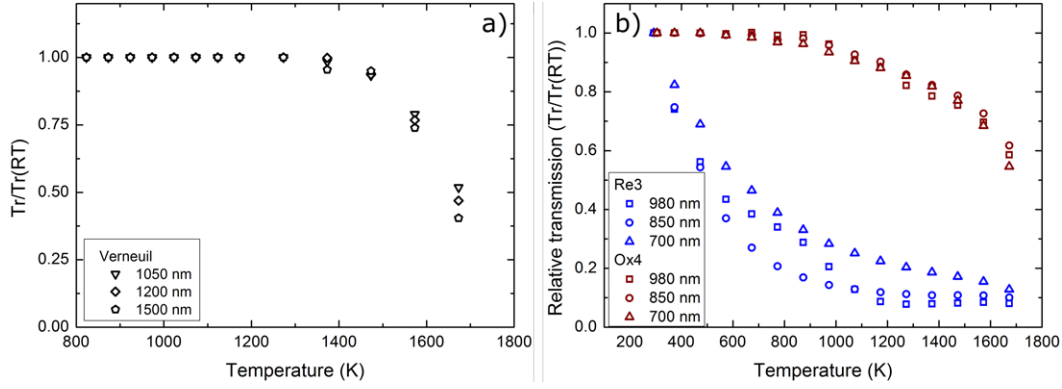 a)
Tr/Tr(RT)
1.00
0.75
0.50
0.25
0.00
Verneuil
1050 nm
1200 nm
1500 nm
800 1000 1200 1400 1600 1800
Temperature (K)
b)
Relative transmission (Tr/Tr(RT))
1.0
0.8
0.6
0.4
0.2
0.0
Re3
980 nm
850 nm
700 nm
Ox4
980 nm
850 nm
700 nm
200 400 600 800 1000 1200 1400 1600 1800
Temperature (K)